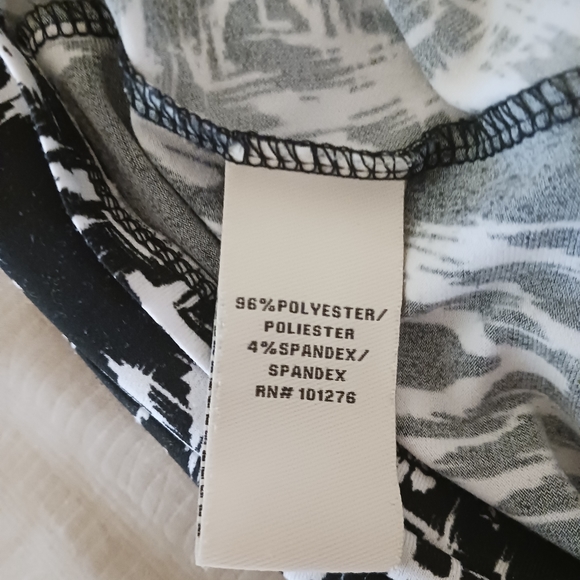 96%POLYESTER/
POLIESTER
4%SPANDEX/
SPANDEX
RN# 101276